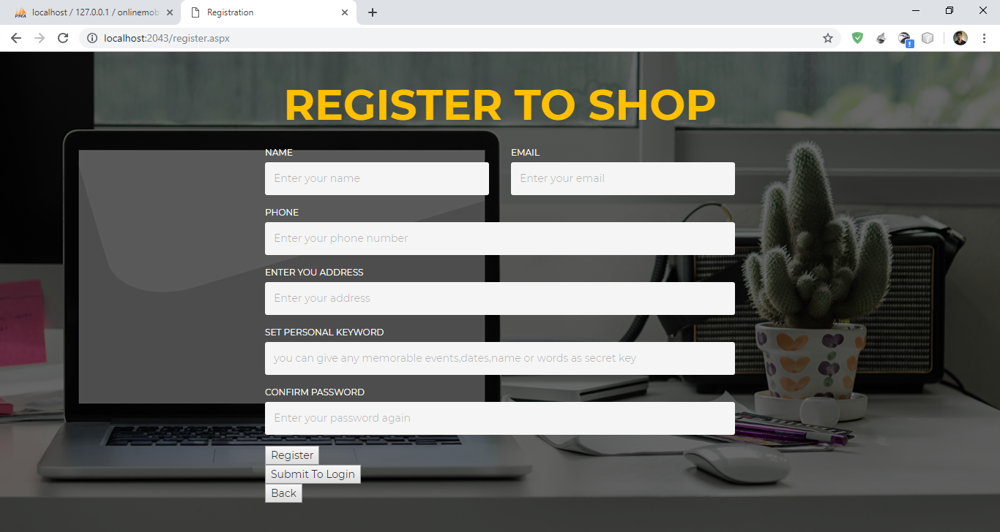 localhost / 127.0.0.1 / onlinemob
Registration
localhost:2043/register.aspx
REGISTER TO SHOP
NAME
EMAIL
Enter your name
Enter your email
PHONE
Enter your phone number
ENTER YOU ADDRESS
Enter your address
SET PERSONAL KEYWORD
you can give any memorable events,dates,name or words as secret key
CONFIRM PASSWORD
Enter your password again
Register
Submit To Login
Back